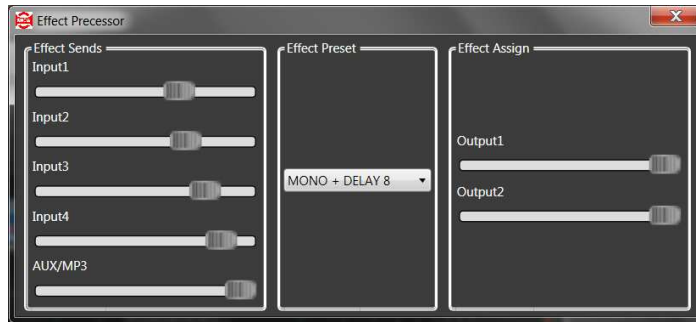 Effect Precessor
Effect Sends
Input1
Input2
Input3
Input4
AUX/MP3
Effect Preset
MONO + DELAY 8
Effect Assign
Output1
Output2